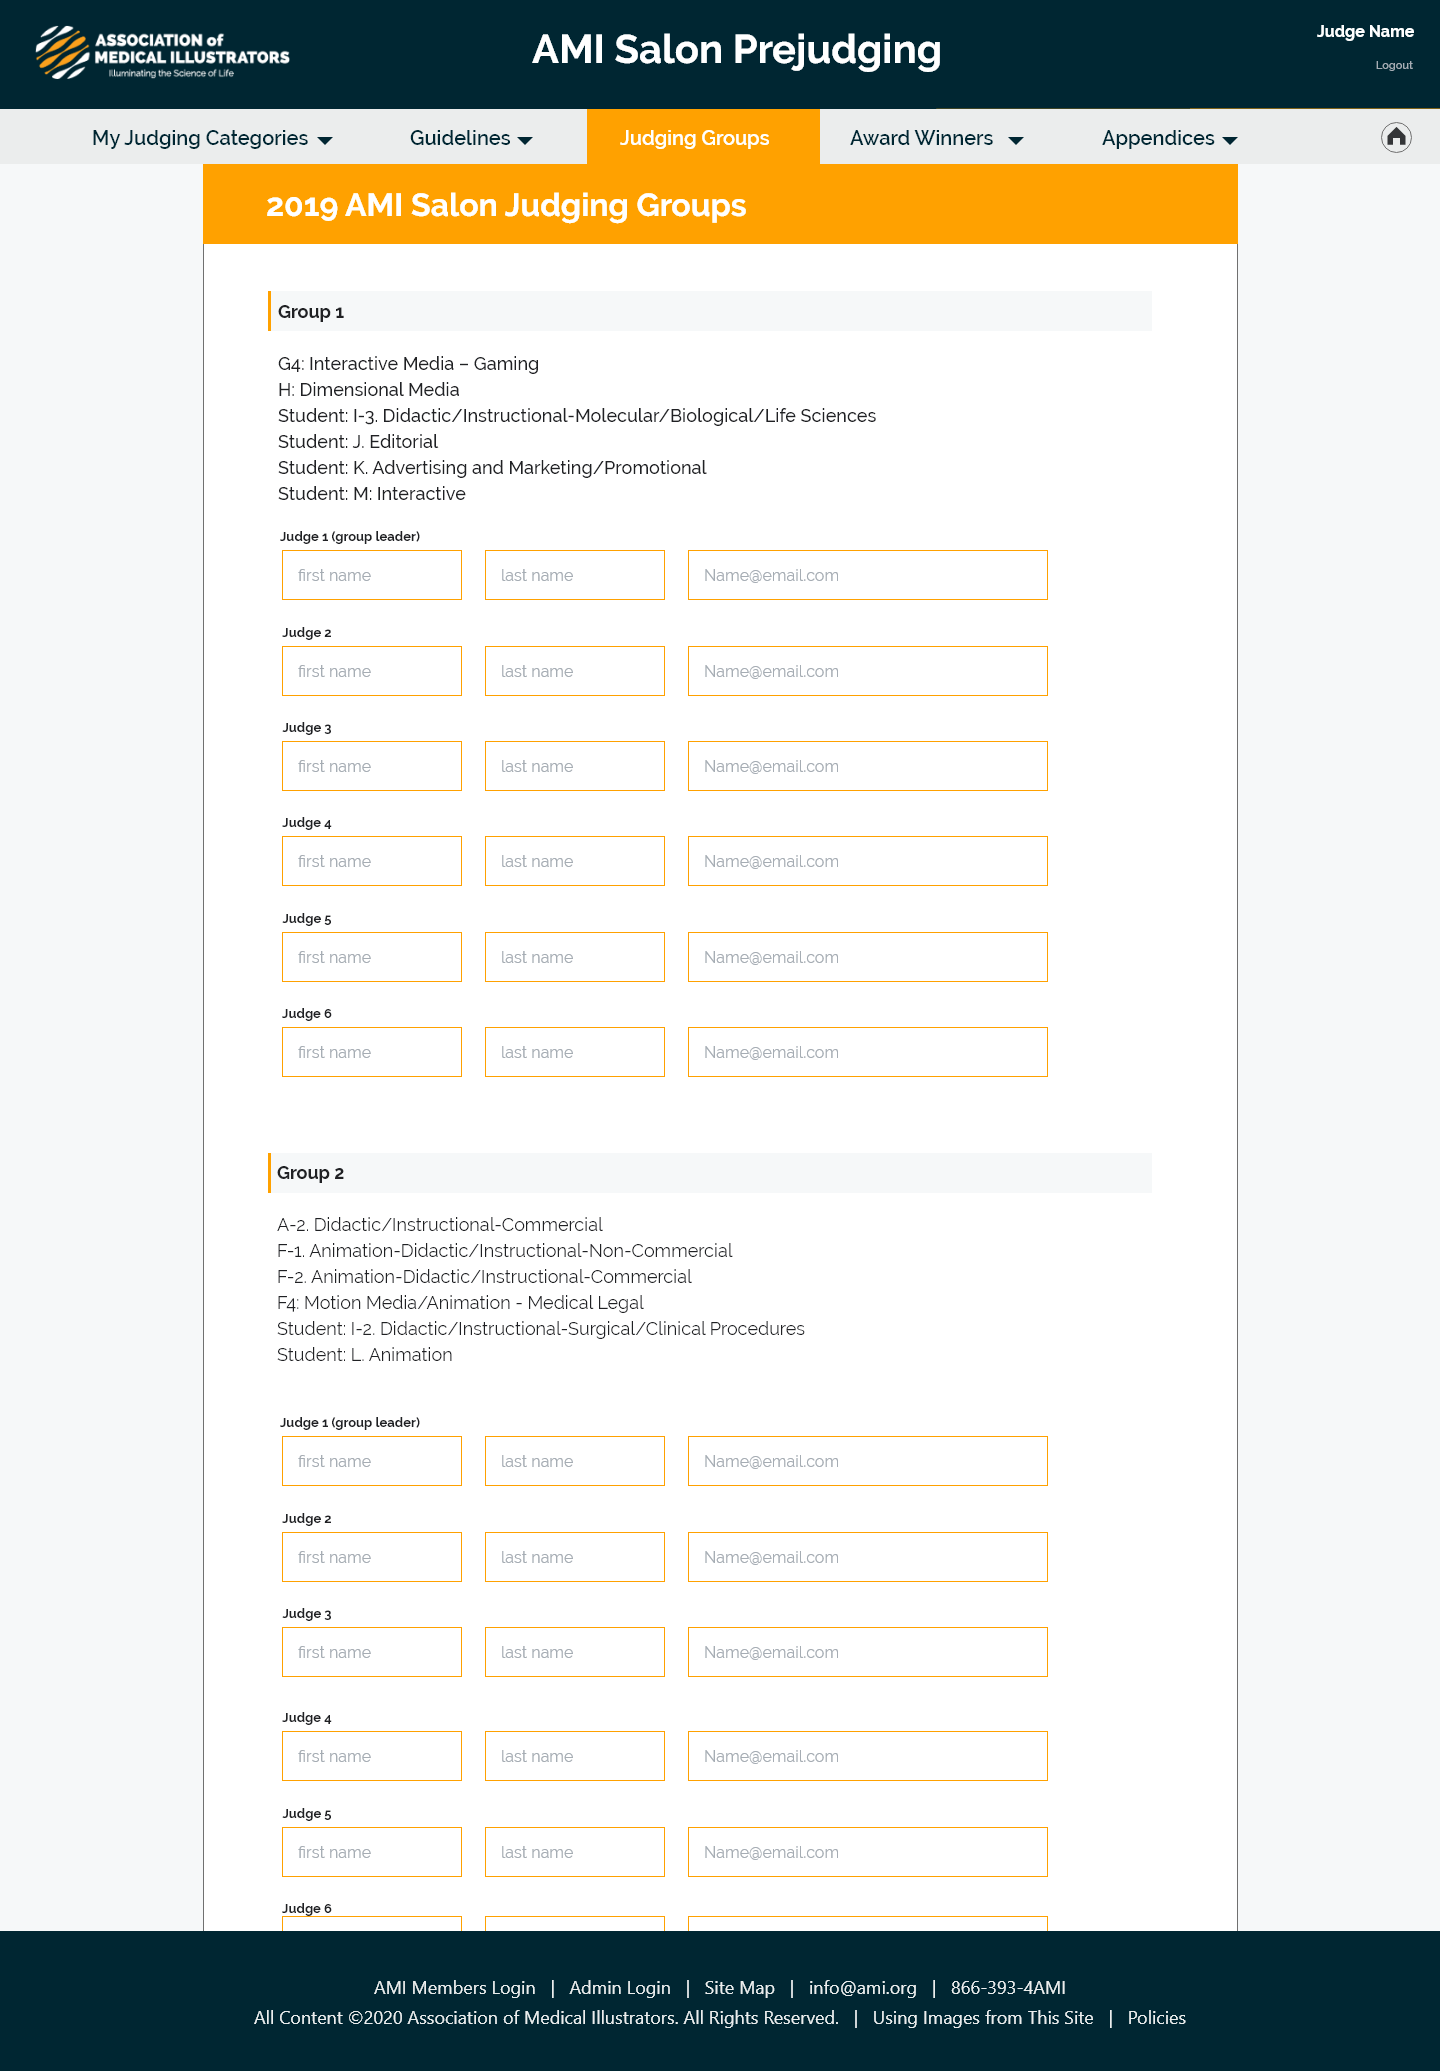 ASSOCIATION of
MEDICAL ILLUSTRATORS
Illuminating the Science of Life
AMI Salon Prejudging
Judge Name
Logout
My Judging Categories
Guidelines
Judging Groups
Award Winners
Appendices
2019 AMI Salon Judging Groups
Group 1
G4: Interactive Media – Gaming
H: Dimensional Media
Student: I-3. Didactic/Instructional-Molecular/Biological/Life Sciences
Student: J. Editorial
Student: K. Advertising and Marketing/Promotional
Student: M: Interactive
Judge 1 (group leader)
first name last name Name@email.com
Judge 2
first name last name Name@email.com
Judge 3
first name last name Name@email.com
Judge 4
first name last name Name@email.com
Judge 5
first name last name Name@email.com
Judge 6
first name last name Name@email.com
Group 2
A-2. Didactic/Instructional-Commercial
F-1. Animation-Didactic/Instructional-Non-Commercial
F-2. Animation-Didactic/Instructional-Commercial
F4: Motion Media/Animation - Medical Legal
Student: I-2. Didactic/Instructional-Surgical/Clinical Procedures
Student: L. Animation
Judge 1 (group leader)
first name last name Name@email.com
Judge 2
first name last name Name@email.com
Judge 3
first name last name Name@email.com
Judge 4
first name last name Name@email.com
Judge 5
first name last name Name@email.com
Judge 6
AMI Members Login | Admin Login | Site Map | info@ami.org | 866-393-4AMI
All Content ©2020 Association of Medical Illustrators. All Rights Reserved. | Using Images from This Site | Policies